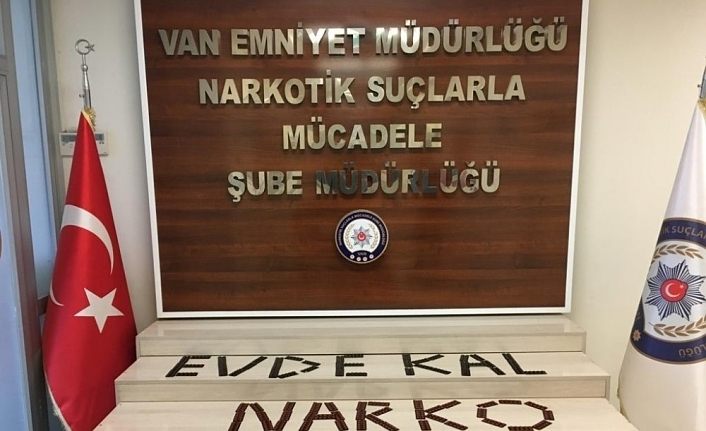 VAN EMNİYET MÜDÜRLÜĞÜ
NARKOTİK SUÇLARLA
MÜCADELE
ŞUBE MÜDÜRLÜĞÜ
EVDE KAL
NARKO